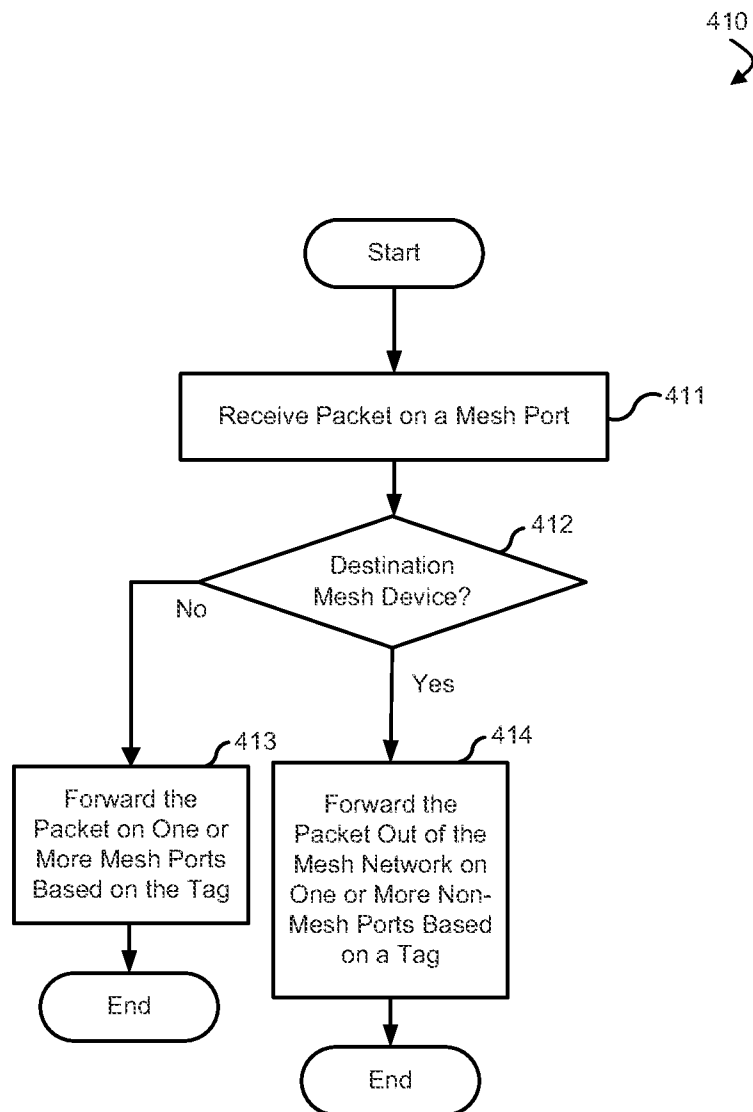 410
Start
Receive Packet on a Mesh Port
411
412
Destination
Mesh Device?
No
Yes
413
Forward the
Packet on One or
More Mesh Ports
Based on the Tag
End
414
Forward the
Packet Out of the
Mesh Network on
One or More Non-
Mesh Ports Based
on a Tag
End